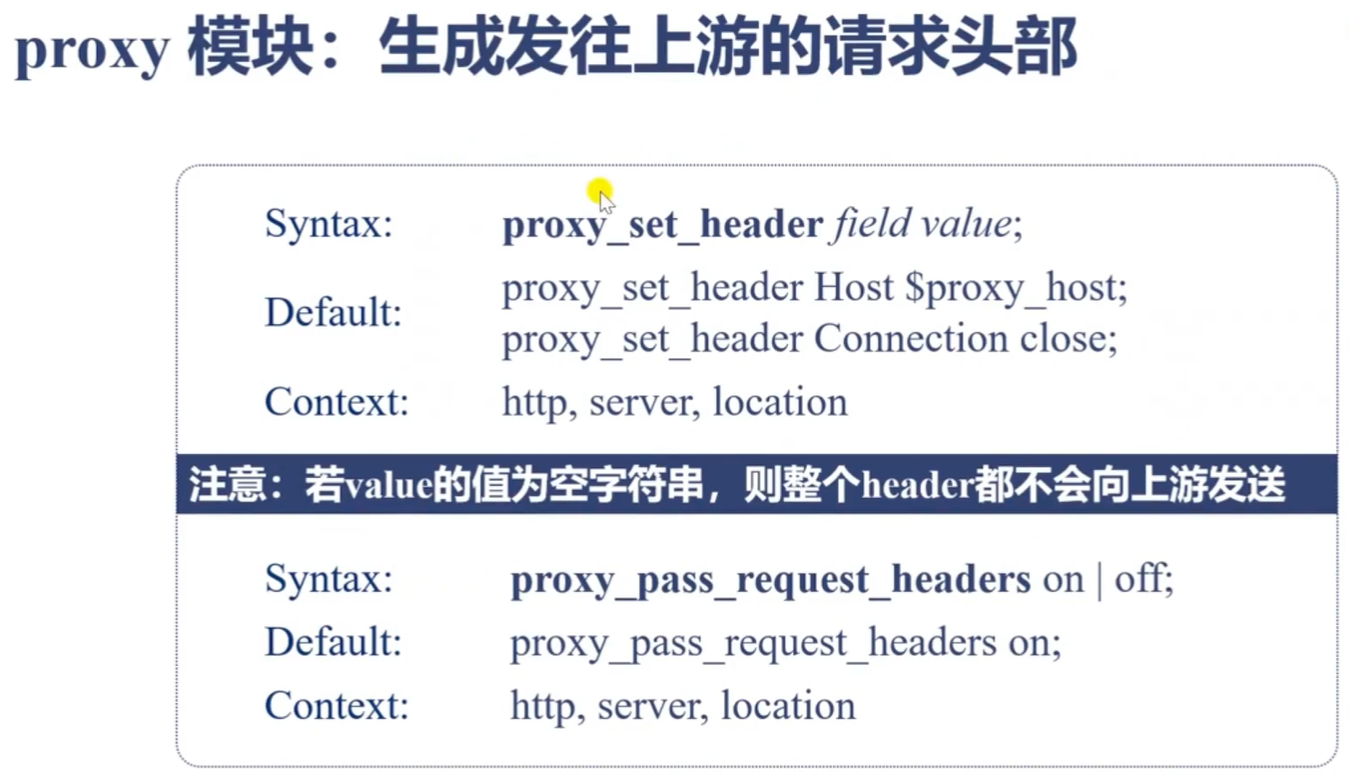 proxy 模块：生成发往上游的请求头部
Syntax: proxy_set_header field value;
Default: proxy_set_header Host $proxy_host;
proxy_set_header Connection close;
Context: http, server, location
注意：若value的值为空字符串，则整个header都不会向上游发送
Syntax: proxy_pass_request_headers on | off;
Default: proxy_pass_request_headers on;
Context: http, server, location